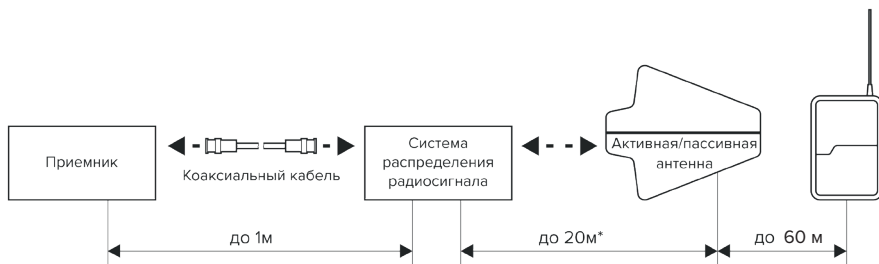 Приемник
Коаксиальный кабель
Система
распределения
радиосигнала
Активная/пассивная
антенна
до 1м
до 20м*
до 60 м